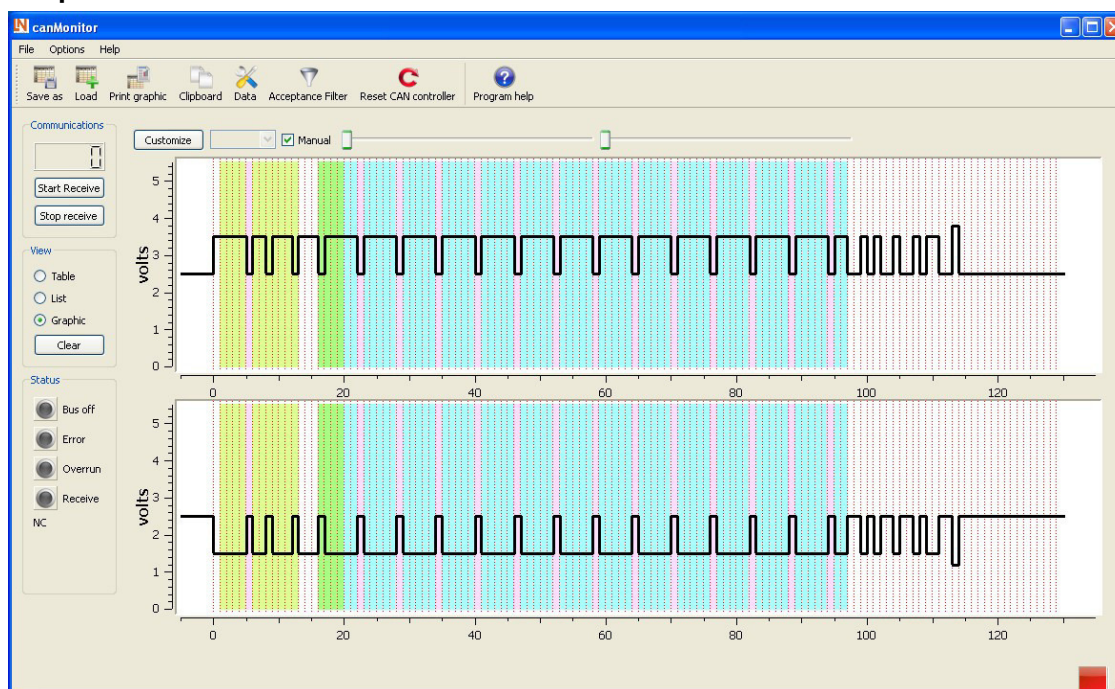 canMonitor
File Options Help
Save as Load Print graphic Clipboard Data Acceptance Filter Reset CAN controller Program help
Communications
0
Customize Manual
Start Receive
Stop receive
View
Table
List
Graphic
Clear
Status
Bus off
Error
Overrun
Receive
NC
volts
5
4
3
2
1
0
0 20 40 60 80 100 120
volts
5
4
3
2
1
0
0 20 40 60 80 100 120